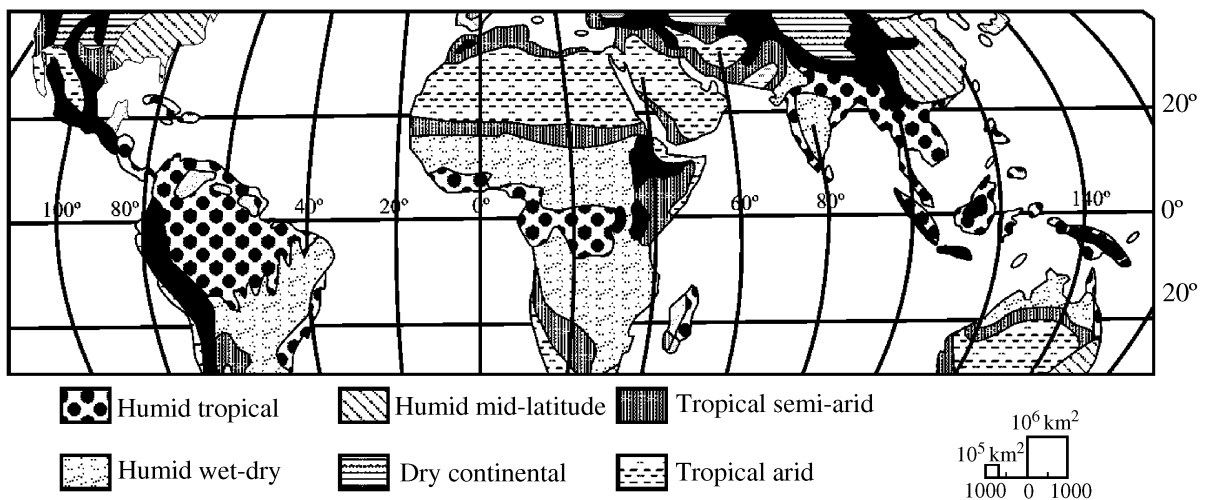 20º
100º 80º 40º 20º 0º 60º 80º 140º 0º
20º
Humid tropical Humid mid-latitude Tropical semi-arid
Humid wet-dry Dry continental Tropical arid
10⁶ km²
10⁵ km²
1000 0 1000